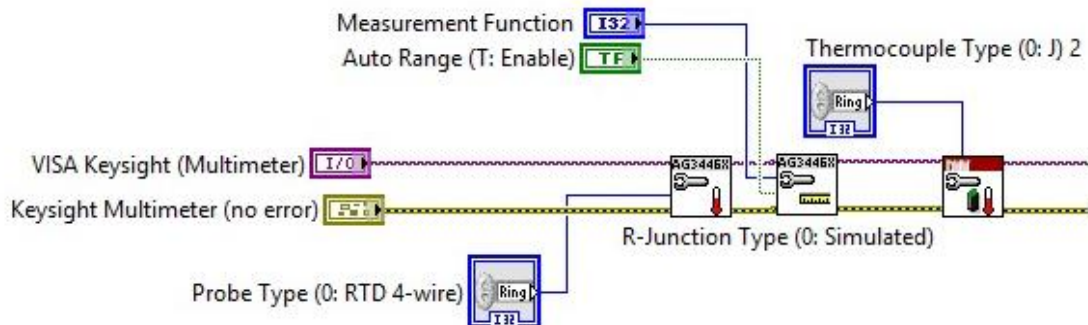 Measurement Function
I32
Auto Range (T: Enable)
TF
Thermocouple Type (0: J) 2
Ring
I32
VISA Keysight (Multimeter)
I/O
AG3446X
AG3446X
Keysight Multimeter (no error)
R-Junction Type (0: Simulated)
Probe Type (0: RTD 4-wire)
Ring
I32